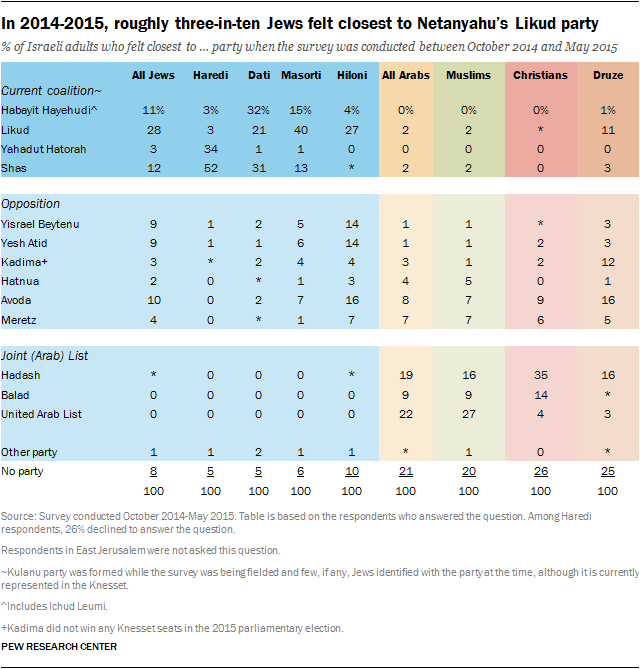 In 2014-2015, roughly three-in-ten Jews felt closest to Netanyahu's Likud party
% of Israeli adults who felt closest to ... party when the survey was conducted between October 2014 and May 2015
All Jews Haredi Dati Masorti Hiloni All Arabs Muslims Christians Druze
Current coalition~
Habayit Hayehudi^ 11% 3% 32% 15% 4% 0% 0% 0% 1%
Likud 28 3 21 40 27 2 2 * 11
Yahadut Hatorah 3 34 1 1 0 0 0 0 0
Shas 12 52 31 13 * 2 2 0 3
Opposition
Yisrael Beytenu 9 1 2 5 14 1 1 * 3
Yesh Atid 9 1 1 6 14 1 1 2 3
Kadima+ 3 * 2 4 4 3 1 2 12
Hatnua 2 0 * 1 3 4 5 0 1
Avoda 10 0 2 7 16 8 7 9 16
Meretz 4 0 * 1 7 7 7 6 5
Joint (Arab) List
Hadash * 0 0 0 * 19 16 35 16
Balad 0 0 0 0 0 9 9 14 *
United Arab List 0 0 0 0 0 22 27 4 3
Other party 1 1 2 1 1 * 1 0 *
No party 8 5 5 6 10 21 20 26 25
100 100 100 100 100 100 100 100 100
Source: Survey conducted October 2014-May 2015. Table is based on the respondents who answered the question. Among Haredi
respondents, 26% declined to answer the question.
Respondents in East Jerusalem were not asked this question.
~Kulanu party was formed while the survey was being fielded and few, if any, Jews identified with the party at the time, although it is currently
represented in the Knesset.
^Includes Ichud Leumi.
+Kadima did not win any Knesset seats in the 2015 parliamentary election.
PEW RESEARCH CENTER